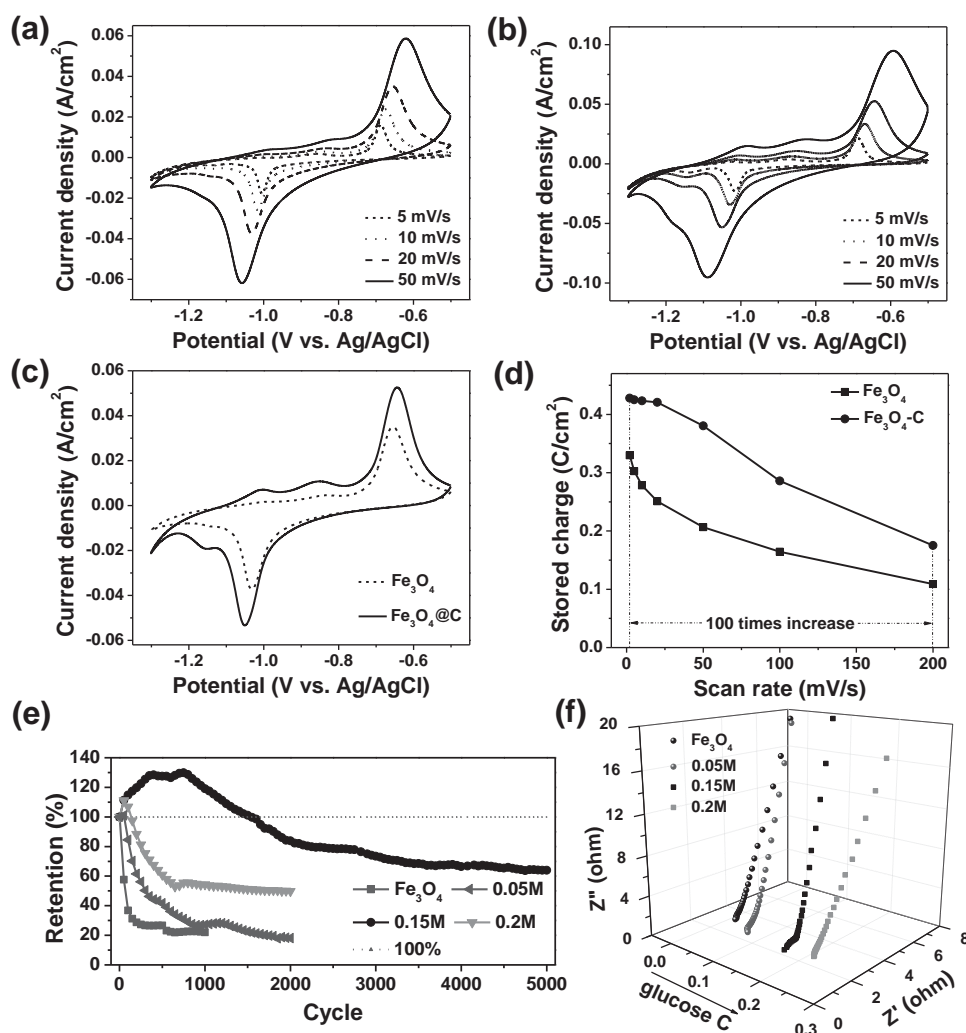 (a)
Current density (A/cm²)
0.06
0.04
0.02
0.00
-0.02
-0.04
-0.06
5 mV/s
10 mV/s
20 mV/s
50 mV/s
-1.2
-1.0
-0.8
-0.6
Potential (V vs. Ag/AgCl)
(b)
Current density (A/cm²)
0.10
0.05
0.00
-0.05
-0.10
5 mV/s
10 mV/s
20 mV/s
50 mV/s
-1.2
-1.0
-0.8
-0.6
Potential (V vs. Ag/AgCl)
(c)
Current density (A/cm²)
0.06
0.04
0.02
0.00
-0.02
-0.04
-0.06
Fe₃O₄
Fe₃O₄@C
-1.2
-1.0
-0.8
-0.6
Potential (V vs. Ag/AgCl)
(d)
Stored charge (C/cm²)
0.4
0.3
0.2
0.1
0.0
Fe₃O₄
Fe₃O₄-C
100 times increase
0
50
100
150
200
Scan rate (mV/s)
(e)
Retention (%)
140
120
100
80
60
40
20
0
Fe₃O₄
0.05M
0.15M
0.2M
100%
0
1000
2000
3000
4000
5000
Cycle
(f)
Z'' (ohm)
20
16
12
8
4
0
Fe₃O₄
0.05M
0.15M
0.2M
0.0
0.1
0.2
0.3
glucose C
0
2
4
6
8
Z' (ohm)